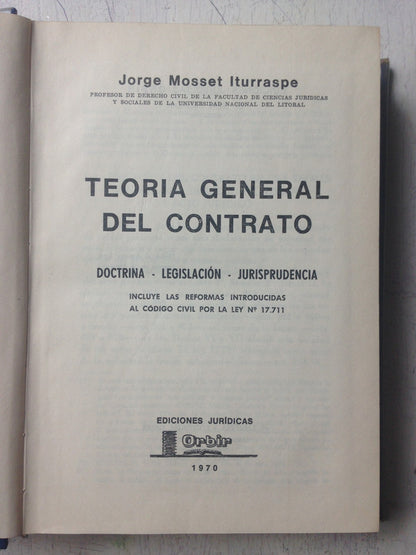 Jorge Mosset Iturraspe
PROFESOR DE DERECHO CIVIL DE LA FACULTAD DE CIENCIAS JURIDICAS
Y SOCIALES DE LA UNIVERSIDAD NACIONAL DEL LITORAL
TEORIA GENERAL
DEL CONTRATO
DOCTRINA - LEGISLACIÓN - JURISPRUDENCIA
INCLUYE LAS REFORMAS INTRODUCIDAS
AL CÓDIGO CIVIL POR LA LEY Nº 17.711
EDICIONES JURÍDICAS
Orbir
1970